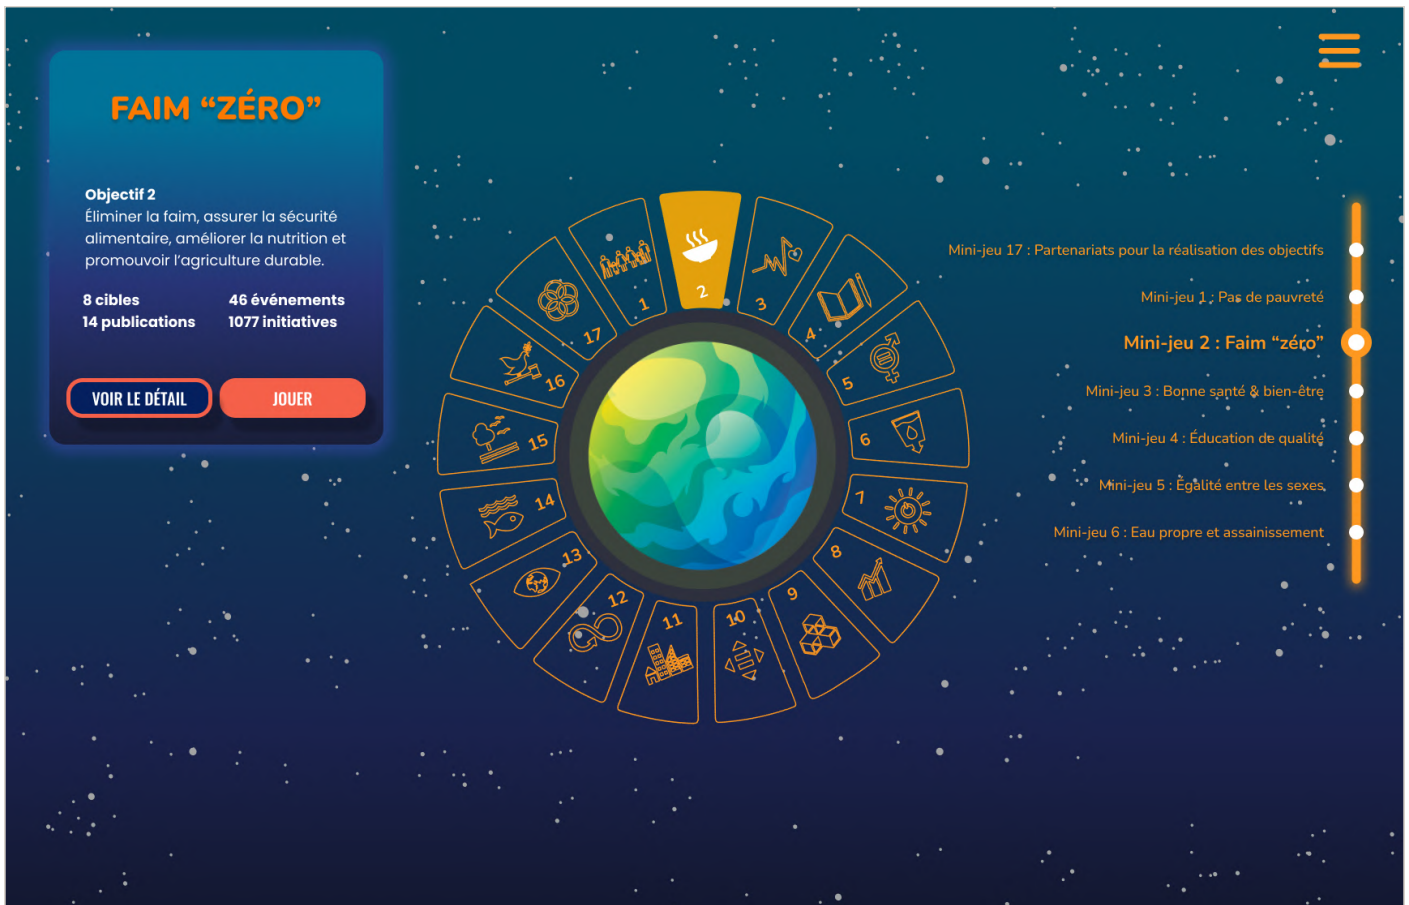 FAIM “ZÉRO”
Objectif 2
Éliminer la faim, assurer la sécurité
alimentaire, améliorer la nutrition et
promouvoir l’agriculture durable.
8 cibles
46 événements
14 publications
1077 initiatives
VOIR LE DÉTAIL
JOUER
1
2
3
4
5
6
7
8
9
10
11
12
13
14
15
16
17
Mini-jeu 17 : Partenariats pour la réalisation des objectifs
Mini-jeu 1 : Pas de pauvreté
Mini-jeu 2 : Faim “zéro”
Mini-jeu 3 : Bonne santé & bien-être
Mini-jeu 4 : Éducation de qualité
Mini-jeu 5 : Égalité entre les sexes
Mini-jeu 6 : Eau propre et assainissement